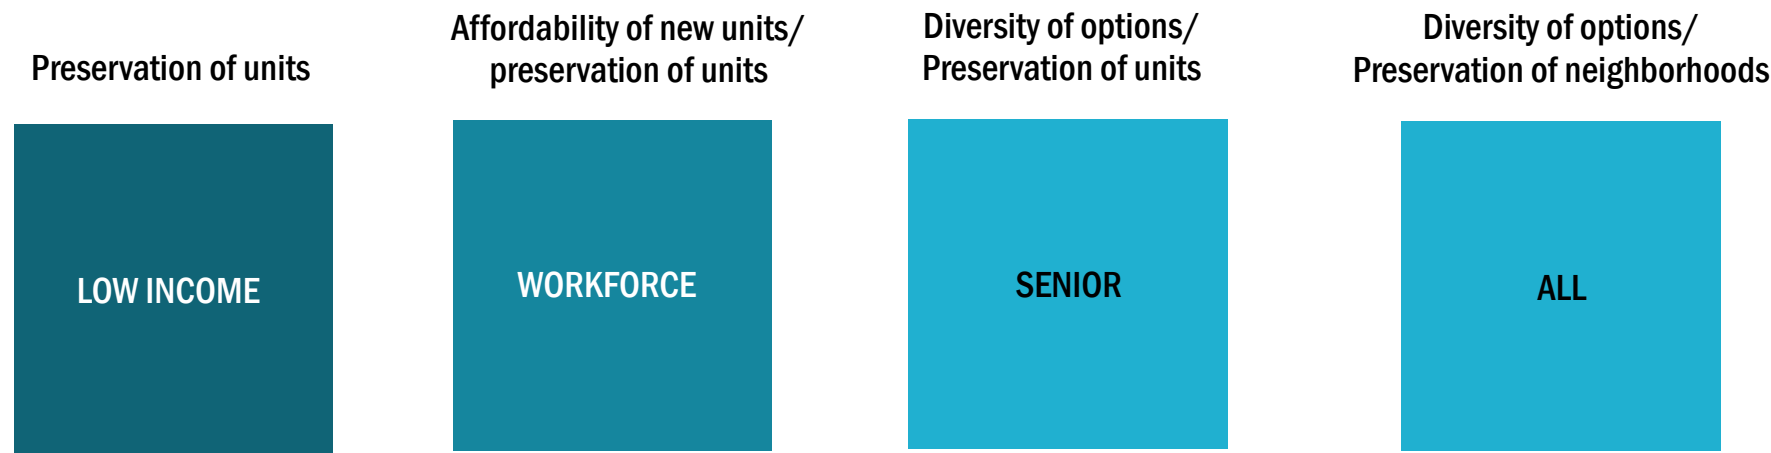 Preservation of units
Affordability of new units/
preservation of units
Diversity of options/
Preservation of units
Diversity of options/
Preservation of neighborhoods
LOW INCOME
WORKFORCE
SENIOR
ALL